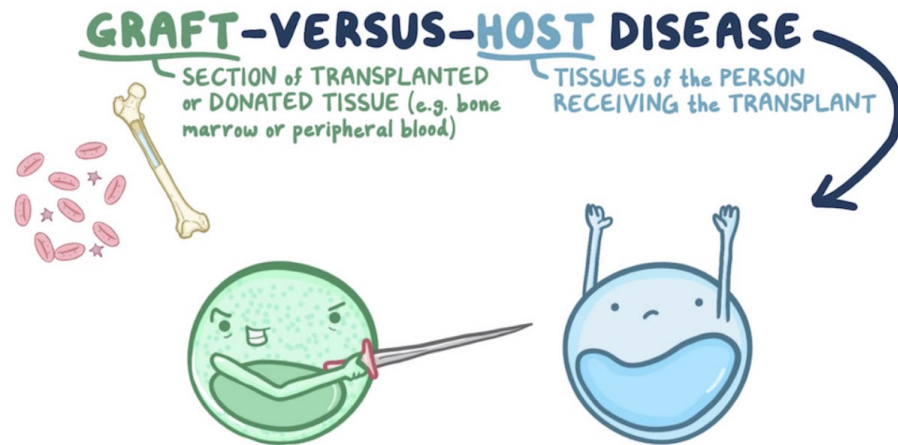 GRAFT-VERSUS-HOST DISEASE
SECTION of TRANSPLANTED
or DONATED TISSUE (e.g. bone
marrow or peripheral blood)
TISSUES of the PERSON
RECEIVING the TRANSPLANT